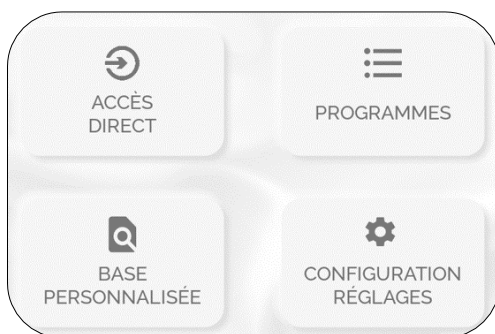 ACCÈS
DIRECT
PROGRAMMES
BASE
PERSONNALISÉE
CONFIGURATION
RÉGLAGES